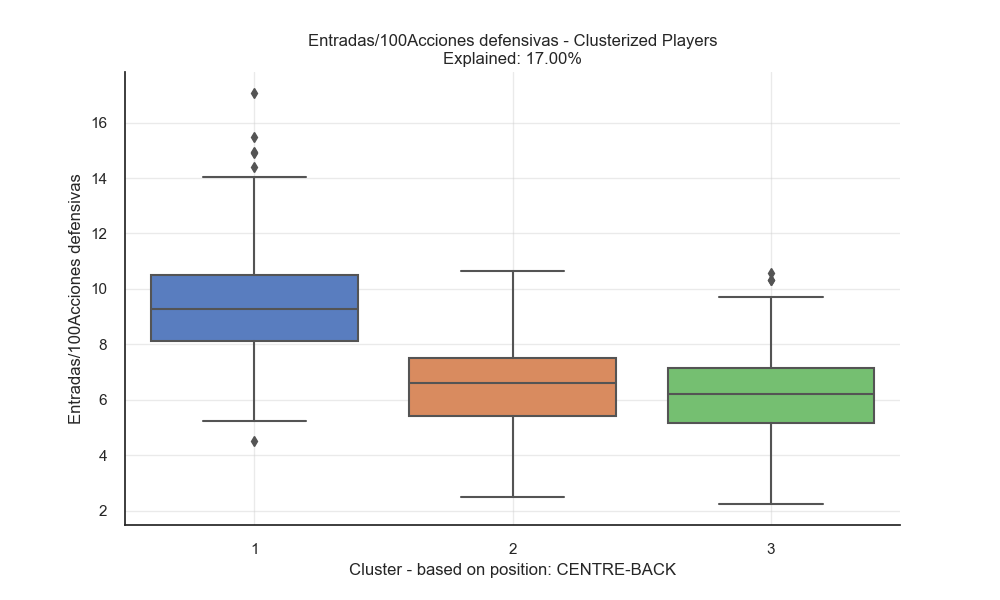 Entradas/100Acciones defensivas - Clusterized Players
Explained: 17.00%
Entradas/100Acciones defensivas
16
14
12
10
8
6
4
2
1
2
3
Cluster - based on position: CENTRE-BACK